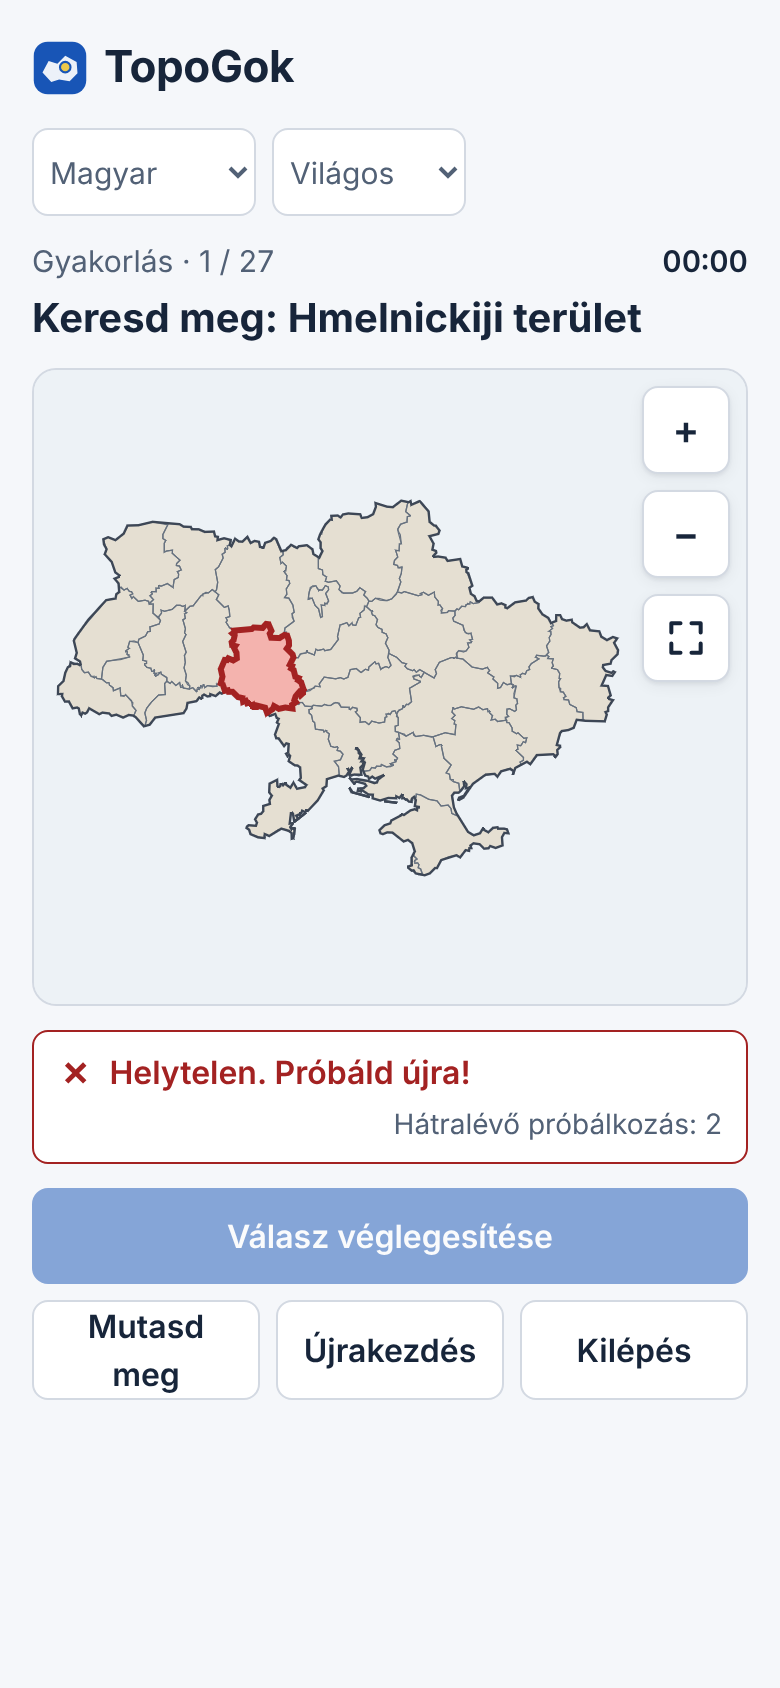 TopoGok
Magyar
Világos
Gyakorlás · 1 / 27
00:00
Keresd meg: Hmelnickiji terület
+
−
✕ Helytelen. Próbáld újra!
Hátralévő próbálkozás: 2
Válasz véglegesítése
Mutasd
meg
Újrakezdés
Kilépés